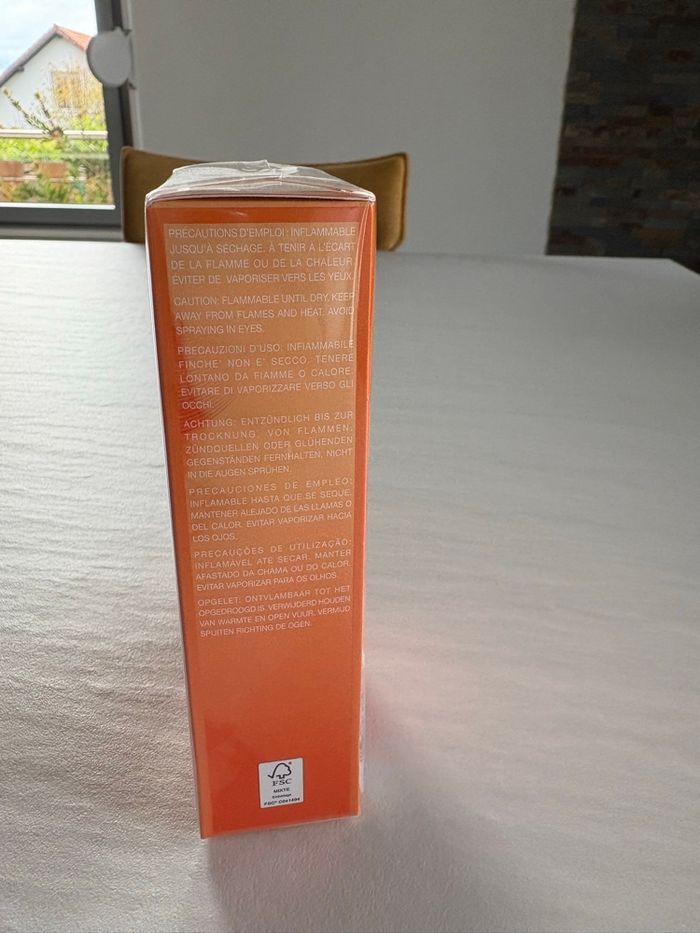 PRÉCAUTIONS D'EMPLOI: INFLAMMABLE
JUSQU'À SÉCHAGE. À TENIR À L'ÉCART
DE LA FLAMME OU DE LA CHALEUR.
ÉVITER DE VAPORISER VERS LES YEUX.
CAUTION: FLAMMABLE UNTIL DRY. KEEP
AWAY FROM FLAMES AND HEAT. AVOID
SPRAYING IN EYES.
PRECAUZIONI D'USO: INFIAMMABILE
FINCHE' NON E' SECCO. TENERE
LONTANO DA FIAMME O CALORE.
EVITARE DI VAPORIZZARE VERSO GLI
OCCHI.
ACHTUNG: ENTZÜNDLICH BIS ZUR
TROCKNUNG. VON FLAMMEN,
ZÜNDQUELLEN ODER GLÜHENDEN
GEGENSTÄNDEN FERNHALTEN. NICHT
IN DIE AUGEN SPRÜHEN.
PRECAUCIONES DE EMPLEO:
INFLAMABLE HASTA QUE SE SEQUE.
MANTENER ALEJADO DE LAS LLAMAS O
DEL CALOR. EVITAR VAPORIZAR HACIA
LOS OJOS.
PRECAUÇÕES DE UTILIZAÇÃO:
INFLAMÁVEL ATE SECAR. MANTER
AFASTADO DA CHAMA OU DO CALOR.
EVITAR VAPORIZAR PARA OS OLHOS.
OPGELET: ONTVLAMBAAR TOT HET
OPGEDROOGD IS. VERWIJDERD HOUDEN
VAN WARMTE EN OPEN VUUR. VERMIJD
SPUITEN RICHTING DE OGEN.
FSC
MIXTE
Emballage
FSC® C041494